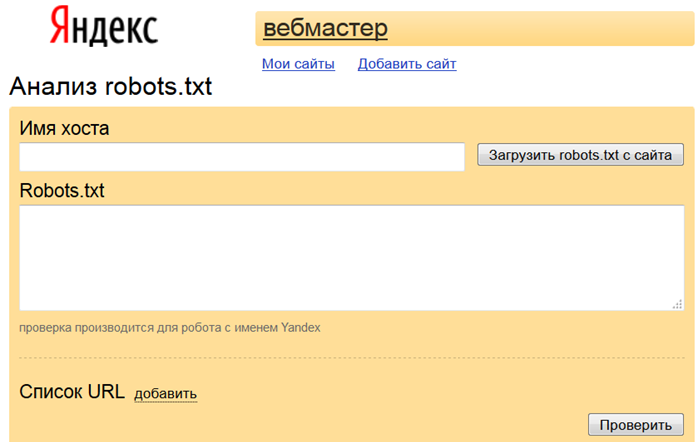 Яндекс
вебмастер
Мои сайты Добавить сайт
Анализ robots.txt
Имя хоста
Загрузить robots.txt с сайта
Robots.txt
проверка производится для робота с именем Yandex
Список URL добавить
Проверить